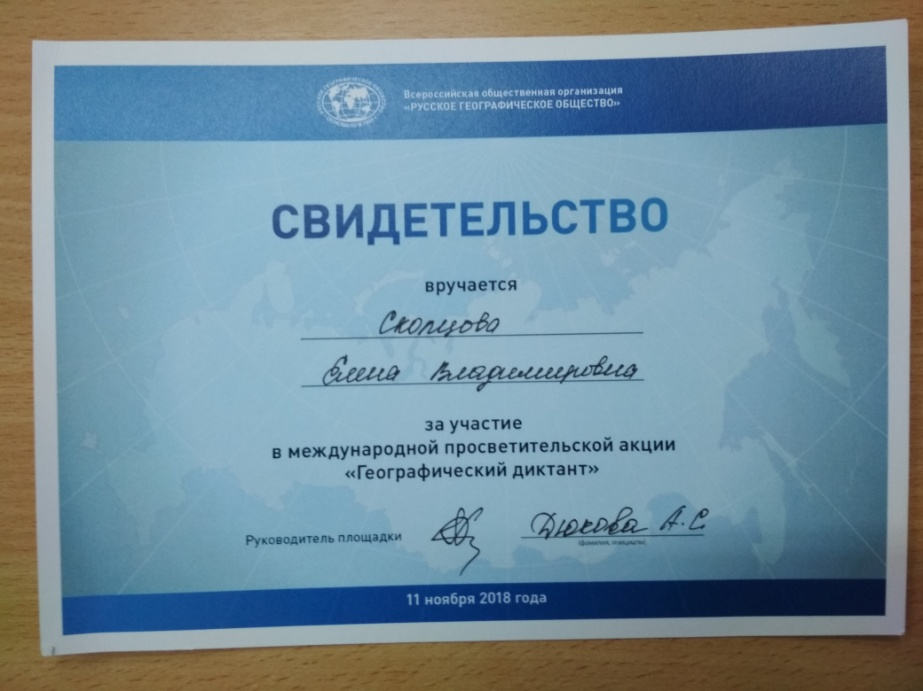 Всероссийская общественная организация
«РУССКОЕ ГЕОГРАФИЧЕСКОЕ ОБЩЕСТВО»
СВИДЕТЕЛЬСТВО
вручается
Скопцова
Елена Владимировна
за участие
в международной просветительской акции
«Географический диктант»
Руководитель площадки
Дюкова А.С.
(фамилия, инициалы)
11 ноября 2018 года